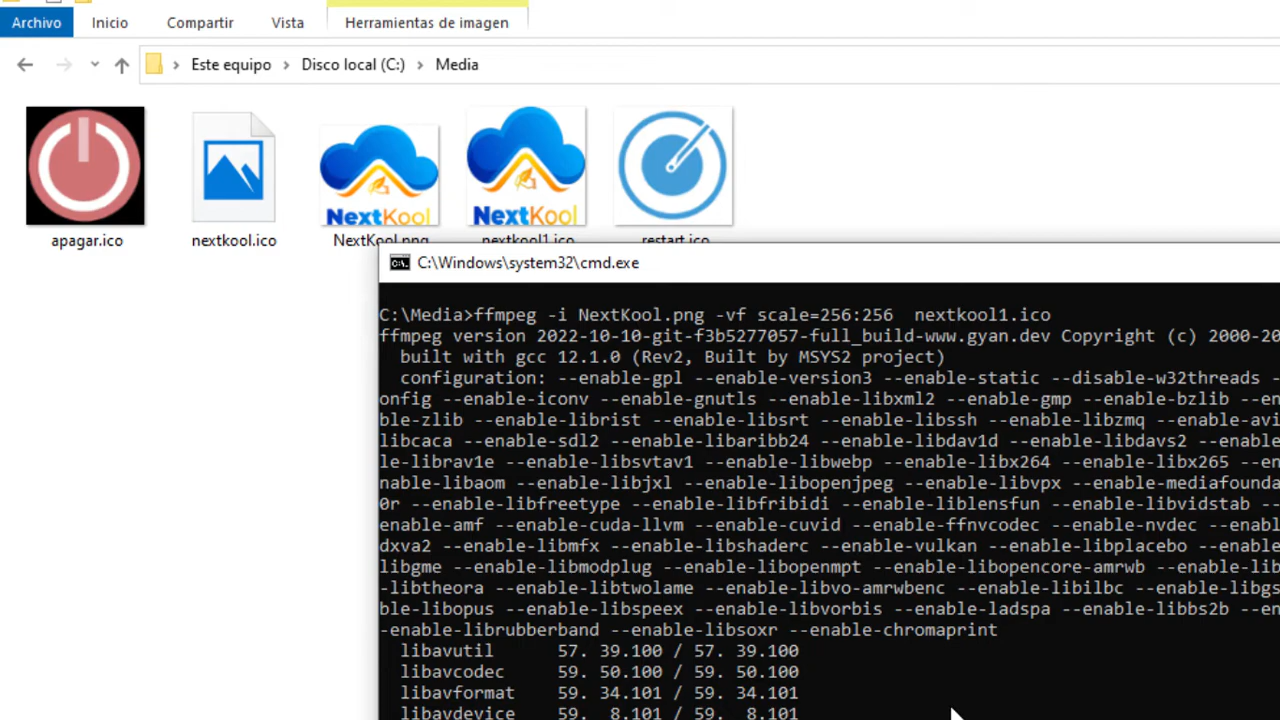 Archivo Inicio Compartir Vista Herramientas de imagen
Este equipo Disco local (C:) Media
NextKool NextKool
apagar.ico nextkool.ico NextKool.png nextkool1.ico restart.ico
C:\Windows\system32\cmd.exe
C:\Media>ffmpeg -i NextKool.png -vf scale=256:256  nextkool1.ico
ffmpeg version 2022-10-10-git-f3b5277057-full_build-www.gyan.dev Copyright (c) 2000-20
built with gcc 12.1.0 (Rev2, Built by MSYS2 project)
configuration: --enable-gpl --enable-version3 --enable-static --disable-w32threads -
onfig --enable-iconv --enable-gnutls --enable-libxml2 --enable-gmp --enable-bzlib --en
ble-zlib --enable-librist --enable-libsrt --enable-libssh --enable-libzmq --enable-avi
libcaca --enable-sdl2 --enable-libaribb24 --enable-libdav1d --enable-libdavs2 --enable
le-librav1e --enable-libsvtav1 --enable-libwebp --enable-libx264 --enable-libx265 --en
nable-libaom --enable-libjxl --enable-libopenjpeg --enable-libvpx --enable-mediafounda
0r --enable-libfreetype --enable-libfribidi --enable-liblensfun --enable-libvidstab --
enable-amf --enable-cuda-llvm --enable-cuvid --enable-ffnvcodec --enable-nvdec --enabl
dxva2 --enable-libmfx --enable-libshaderc --enable-vulkan --enable-libplacebo --enable
libgme --enable-libmodplug --enable-libopenmpt --enable-libopencore-amrwb --enable-lib
-libtheora --enable-libtwolame --enable-libvo-amrwbenc --enable-libilbc --enable-libgs
ble-libopus --enable-libspeex --enable-libvorbis --enable-ladspa --enable-libbs2b --en
-enable-librubberband --enable-libsoxr --enable-chromaprint
libavutil 57. 39.100 / 57. 39.100
libavcodec 59. 50.100 / 59. 50.100
libavformat 59. 34.101 / 59. 34.101
libavdevice 59. 8.101 / 59. 8.101